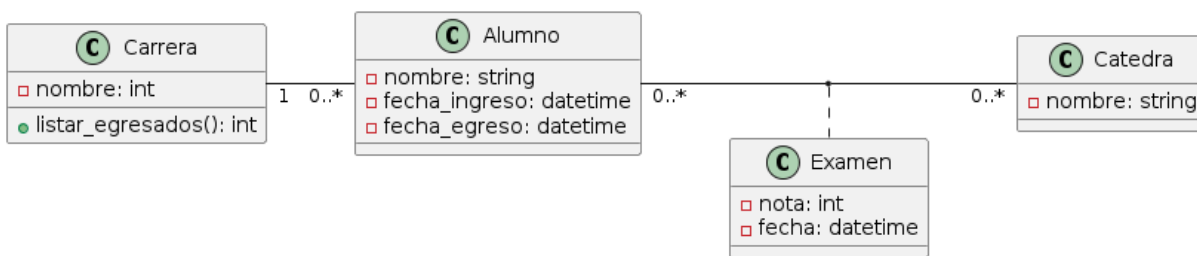 C Carrera
nombre: int
listar_egresados(): int
1 0..*
C Alumno
nombre: string
fecha_ingreso: datetime
fecha_egreso: datetime
0..* 0..*
C Catedra
nombre: string
C Examen
nota: int
fecha: datetime